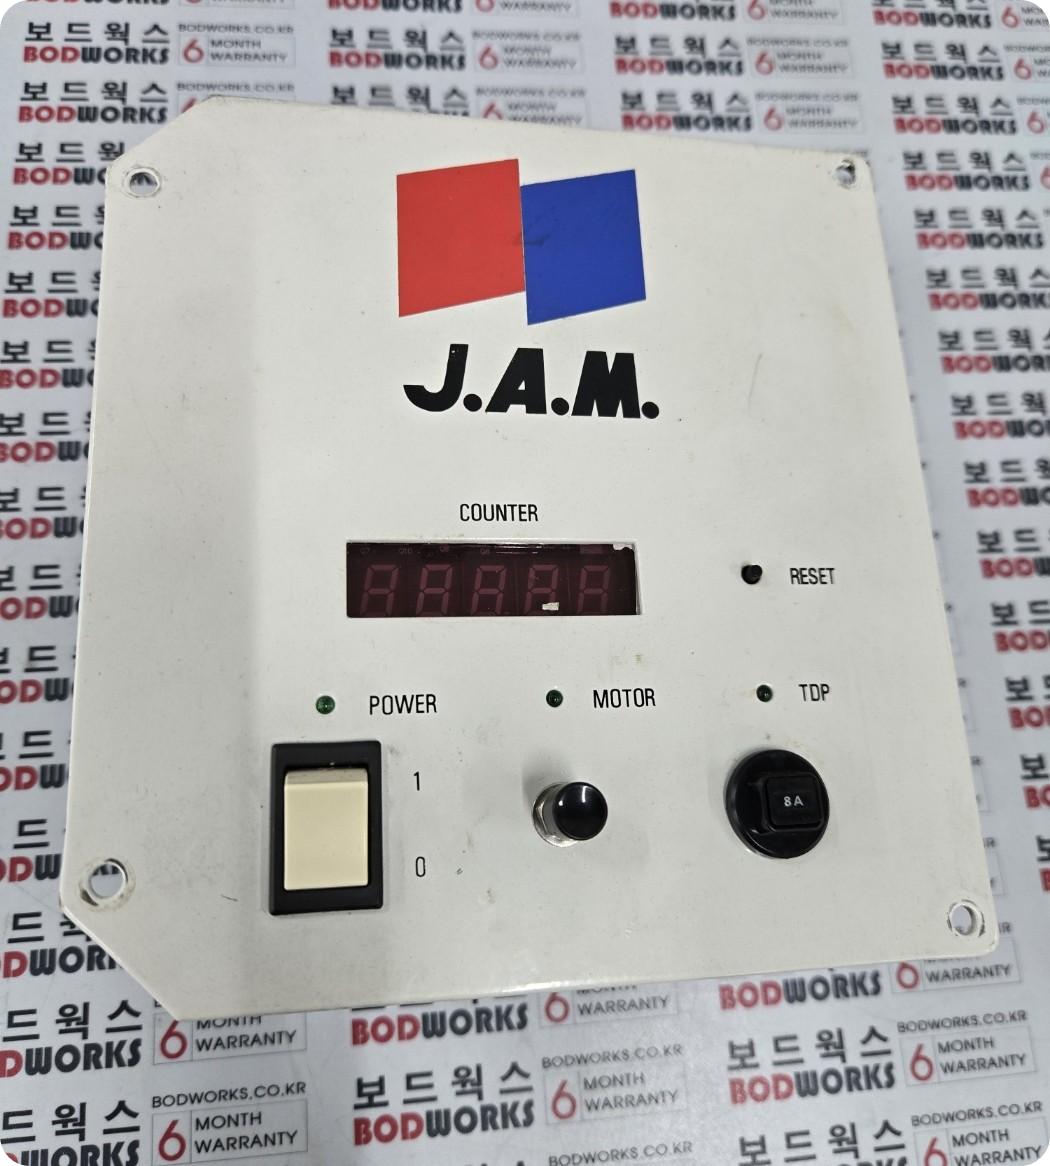 J.A.M.
COUNTER
RESET
POWER
MOTOR
TDP
1
8A
0
보드웍스 BODWORKS.CO.KR
BODWORKS 6 MONTH
WARRANTY